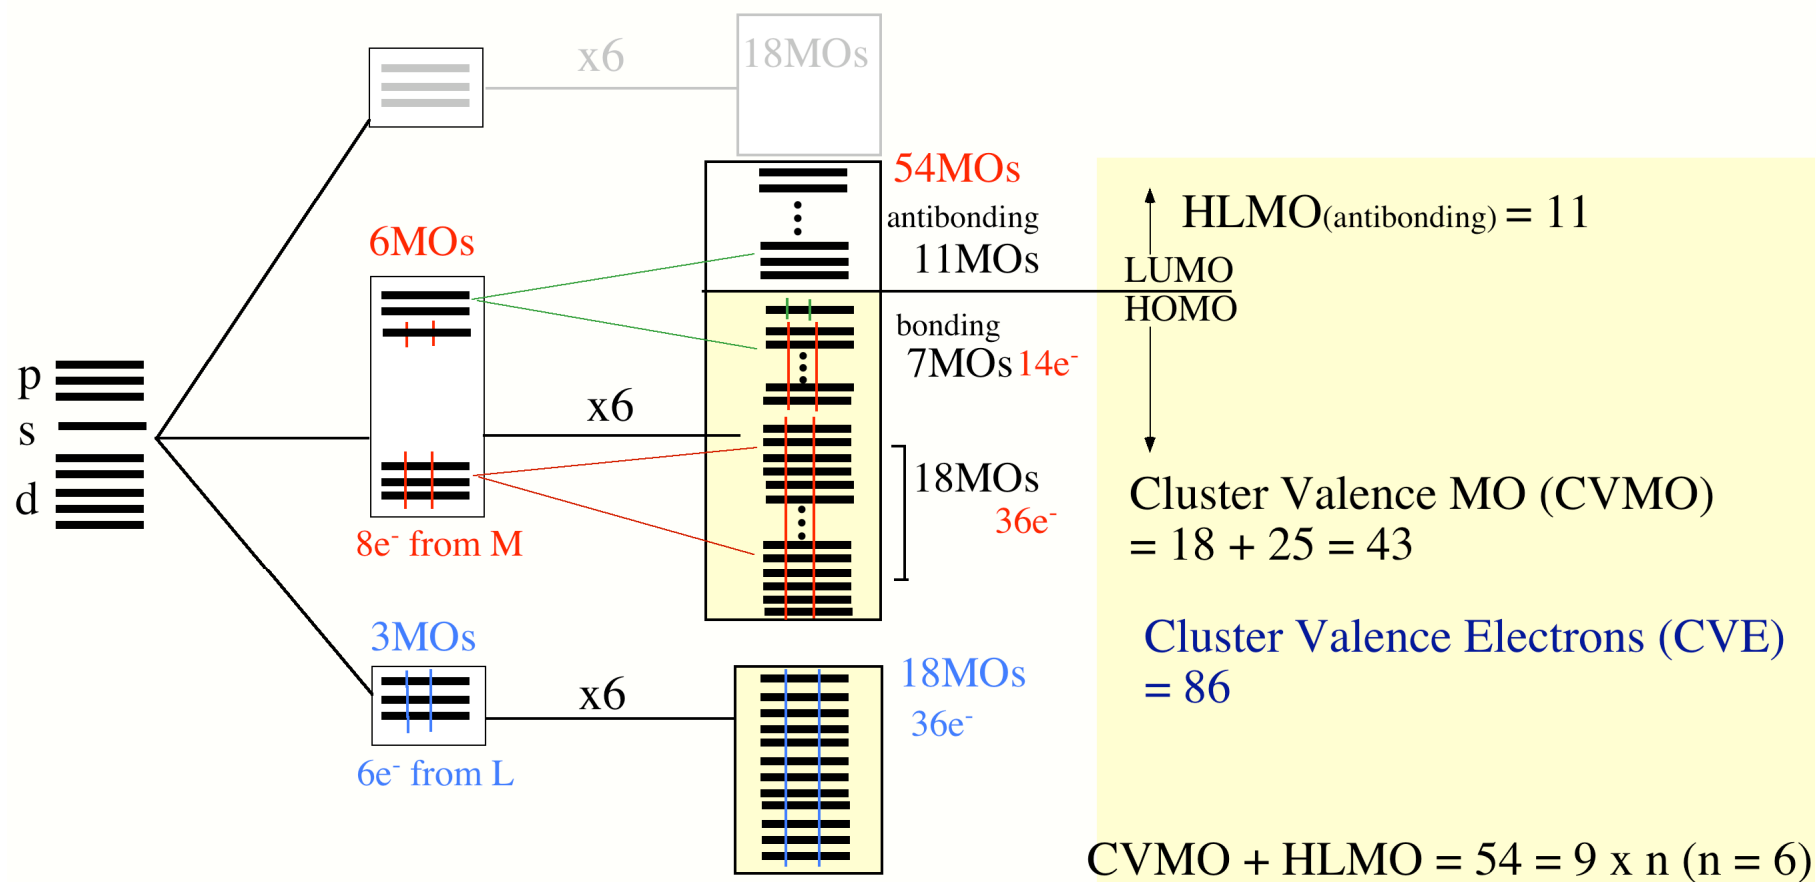 x6
18MOs
54MOs
antibonding
11MOs
HLMO(antibonding) = 11
LUMO
HOMO
6MOs
bonding
7MOs 14e-
p
s
d
x6
18MOs
36e-
8e- from M
Cluster Valence MO (CVMO)
= 18 + 25 = 43
3MOs
x6
18MOs
36e-
6e- from L
Cluster Valence Electrons (CVE)
= 86
CVMO + HLMO = 54 = 9 x n (n = 6)